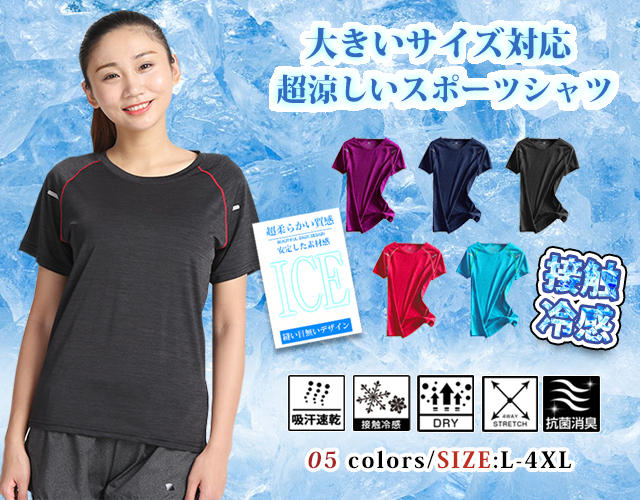 大きいサイズ対応
超涼しいスポーツシャツ
超柔らかい質感
安定した素材感
ICE
縫い目無いデザイン
接触
冷感
吸汗速乾
接触冷感
DRY
4WAY
STRETCH
抗菌消臭
05 colors/SIZE:L-4XL